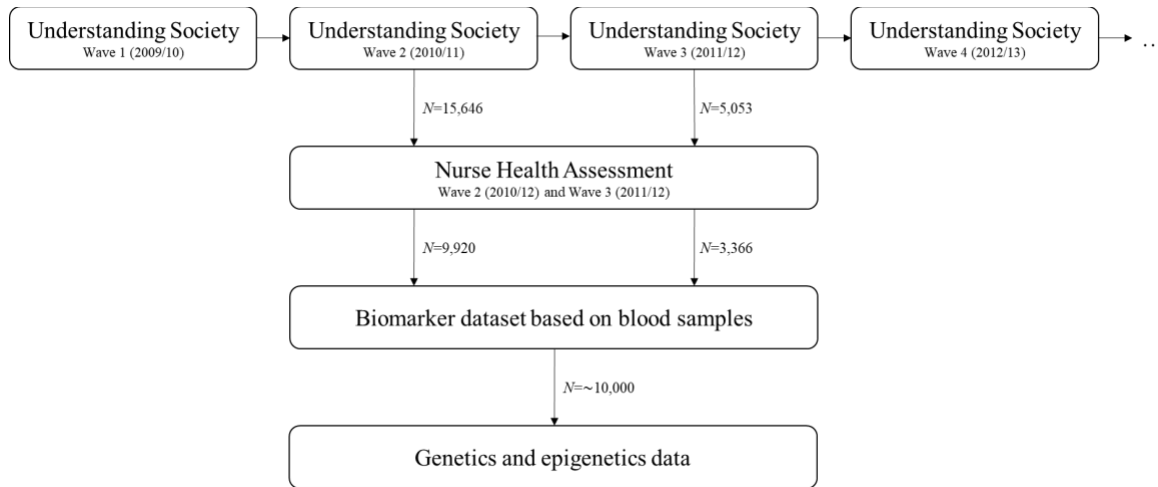 Understanding Society
Wave 1 (2009/10)
Understanding Society
Wave 2 (2010/11)
Understanding Society
Wave 3 (2011/12)
Understanding Society
Wave 4 (2012/13)
..
N=15,646
N=5,053
Nurse Health Assessment
Wave 2 (2010/12) and Wave 3 (2011/12)
N=9,920
N=3,366
Biomarker dataset based on blood samples
N=~10,000
Genetics and epigenetics data